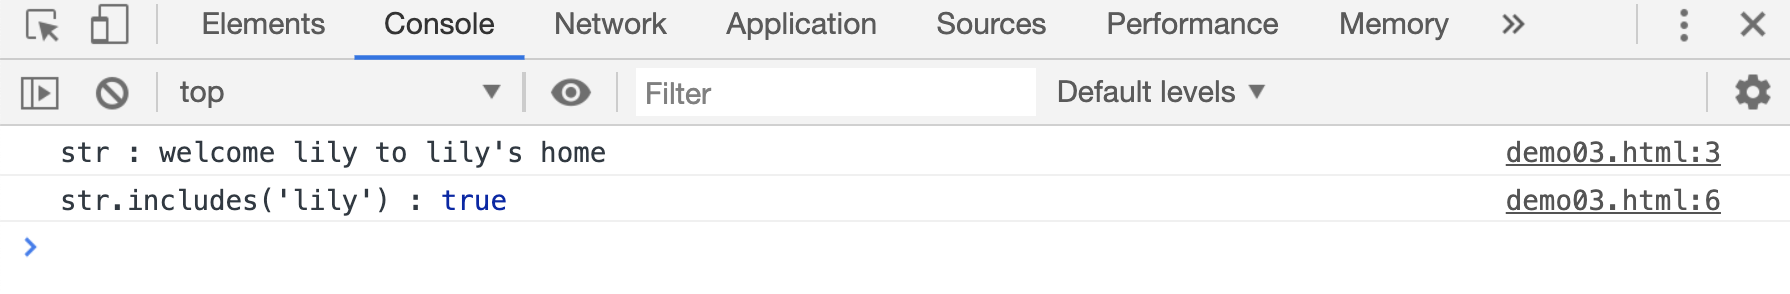 Elements Console Network Application Sources Performance Memory
top Filter Default levels
str : welcome lily to lily's home demo03.html:3
str.includes('lily') : true demo03.html:6